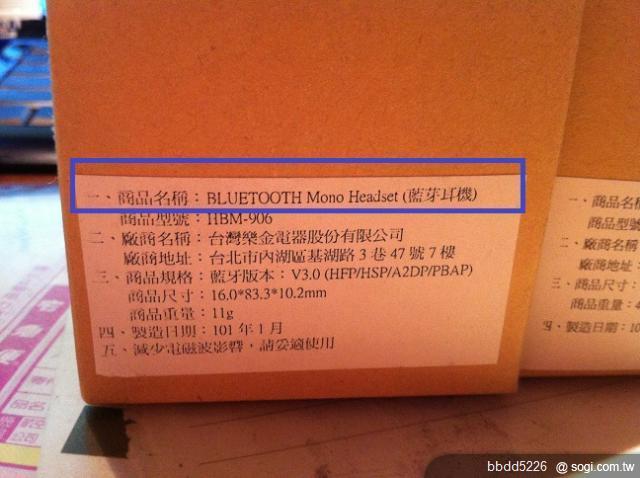 一、商品名稱：BLUETOOTH Mono Headset (藍芽耳機)
商品型號：HBM-906
二、廠商名稱：台灣樂金電器股份有限公司
廠商地址：台北市內湖區基湖路 3 巷 47 號 7 樓
三、商品規格：藍牙版本：V3.0 (HFP/HSP/A2DP/PBAP)
商品尺寸：16.0*83.3*10.2mm
商品重量：11g
四、製造日期：101 年 1 月
五、減少電磁波影響，請妥適使用
一、商品名
商品型號
二、廠商名稱
廠商地址：
三、商品尺寸：
商品重量：4
四、製造日期：10
bbdd5226 @ sogi.com.tw